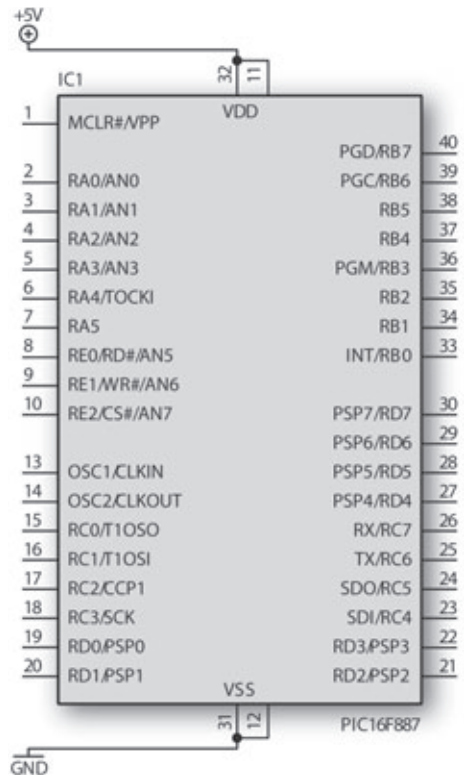 +5V
IC1
32 11
VDD
1 MCLR#/VPP
PGD/RB7 40
2 RA0/AN0
PGC/RB6 39
3 RA1/AN1
RB5 38
4 RA2/AN2
RB4 37
5 RA3/AN3
PGM/RB3 36
6 RA4/TOCKI
RB2 35
7 RA5
RB1 34
8 RE0/RD#/AN5
INT/RB0 33
9 RE1/WR#/AN6
10 RE2/CS#/AN7
PSP7/RD7 30
PSP6/RD6 29
13 OSC1/CLKIN
PSP5/RD5 28
14 OSC2/CLKOUT
PSP4/RD4 27
15 RC0/T1OSO
RX/RC7 26
16 RC1/T1OSI
TX/RC6 25
17 RC2/CCP1
SDO/RC5 24
18 RC3/SCK
SDI/RC4 23
19 RD0/PSP0
RD3/PSP3 22
20 RD1/PSP1
RD2/PSP2 21
VSS
31 12
PIC16F887
GND